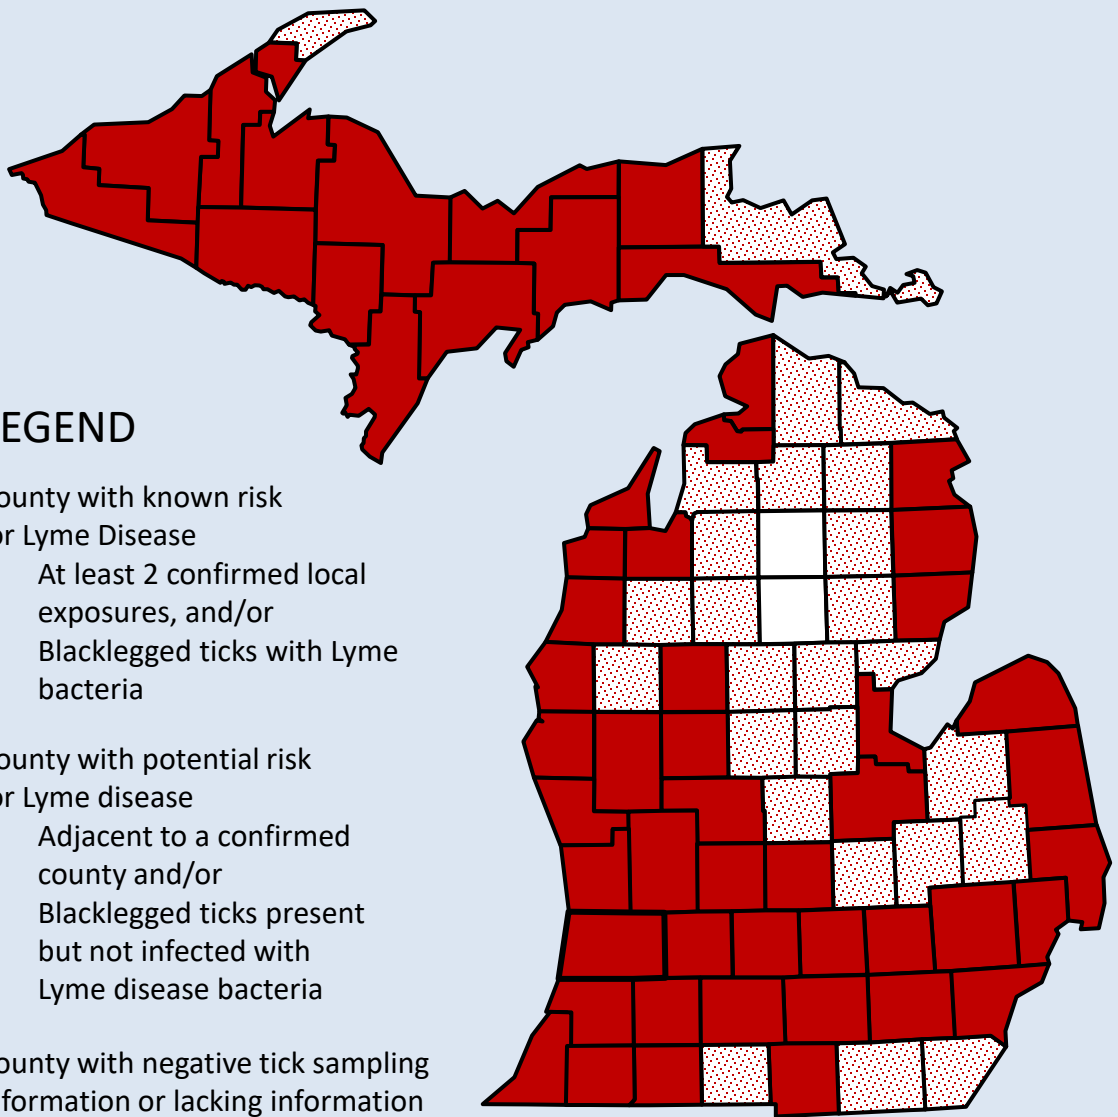 EGEND
ounty with known risk
or Lyme Disease
At least 2 confirmed local
exposures, and/or
Blacklegged ticks with Lyme
bacteria
ounty with potential risk
or Lyme disease
Adjacent to a confirmed
county and/or
Blacklegged ticks present
but not infected with
Lyme disease bacteria
ounty with negative tick sampling
formation or lacking information